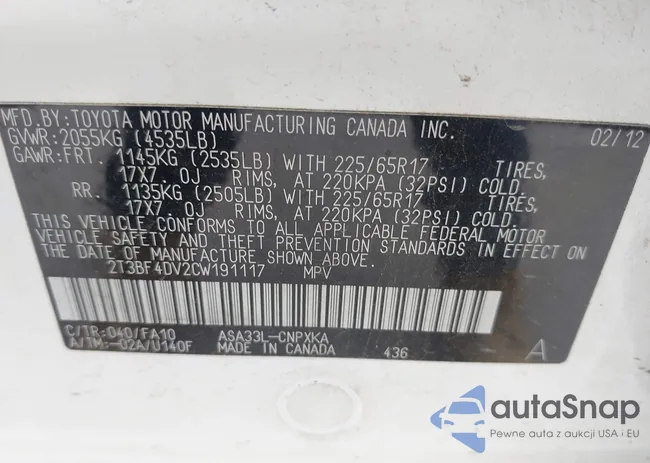 MFD.BY:TOYOTA MOTOR MANUFACTURING CANADA INC.
GVWR:2055KG (4535LB) 02/12
GAWR:FRT. 1145KG (2535LB) WITH 225/65R17 TIRES,
17X7.0J RIMS, AT 220KPA (32PSI) COLD.
RR. 1135KG (2505LB) WITH 225/65R17 TIRES,
17X7.0J RIMS, AT 220KPA (32PSI) COLD.
THIS VEHICLE CONFORMS TO ALL APPLICABLE FEDERAL MOTOR
VEHICLE SAFETY AND THEFT PREVENTION STANDARDS IN EFFECT ON
THE DATE OF MANUFACTURE SHOWN ABOVE.
2T3BF4DV2CW191117 MPV
C/TR:040/FA10 ASA33L-CNPXKA
A/TM:-02A/U140F MADE IN CANADA 436 A
autaSnap
Pewne auta z aukcji USA i EU